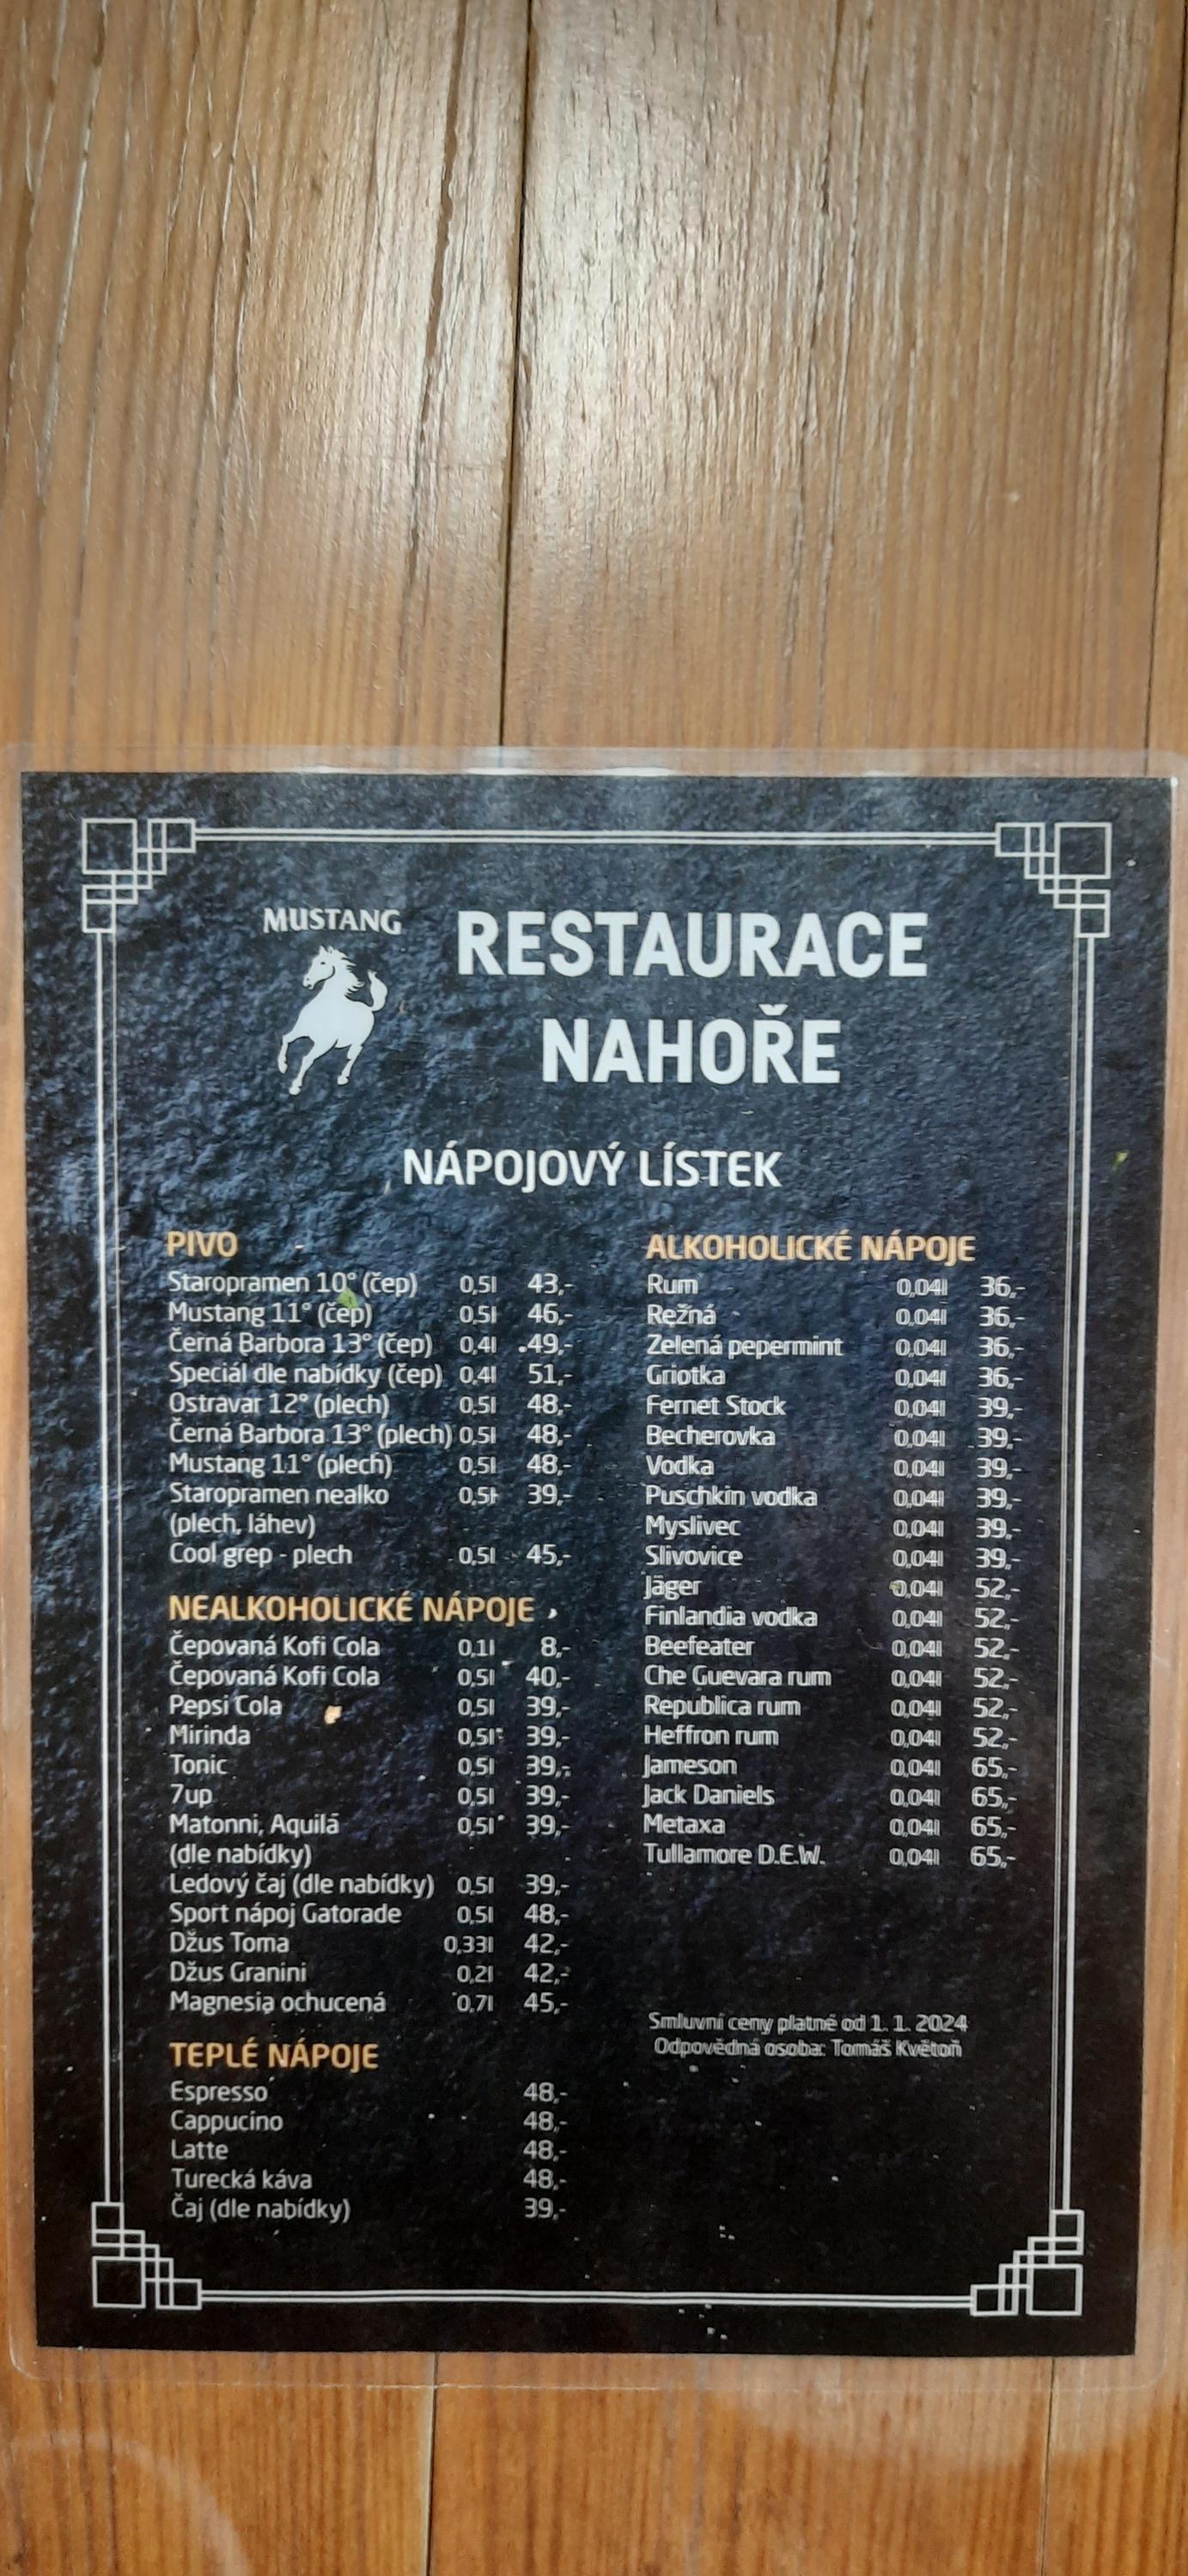 MUSTANG
RESTAURACE
NAHOŘE
NÁPOJOVÝ LÍSTEK
PIVO
Staropramen 10° (čep) 0,5l 43,-
Mustang 11° (čep) 0,5l 46,-
Černá Barbora 13° (čep) 0,4l 49,-
Speciál dle nabídky (čep) 0,4l 51,-
Ostravar 12° (plech) 0,5l 48,-
Černá Barbora 13° (plech) 0,5l 48,-
Mustang 11° (plech) 0,5l 48,-
Staropramen nealko 0,5l 39,-
(plech, láhev)
Cool grep - plech 0,5l 45,-
NEALKOHOLICKÉ NÁPOJE
Čepovaná Kofi Cola 0,1l 8,-
Čepovaná Kofi Cola 0,5l 40,-
Pepsi Cola 0,5l 39,-
Mirinda 0,5l 39,-
Tonic 0,5l 39,-
7up 0,5l 39,-
Matonni, Aquilá 0,5l 39,-
(dle nabídky)
Ledový čaj (dle nabídky) 0,5l 39,-
Sport nápoj Gatorade 0,5l 48,-
Džus Toma 0,33l 42,-
Džus Granini 0,2l 42,-
Magnesia ochucená 0,7l 45,-
TEPLÉ NÁPOJE
Espresso 48,-
Cappucíno 48,-
Latte 48,-
Turecká káva 48,-
Čaj (dle nabídky) 39,-
ALKOHOLICKÉ NÁPOJE
Rum 0,04l 36,-
Režná 0,04l 36,-
Zelená pepermint 0,04l 36,-
Griotka 0,04l 36,-
Fernet Stock 0,04l 39,-
Becherovka 0,04l 39,-
Vodka 0,04l 39,-
Puschkin vodka 0,04l 39,-
Myslivec 0,04l 39,-
Slivovice 0,04l 39,-
Jäger 0,04l 52,-
Finlandia vodka 0,04l 52,-
Beefeater 0,04l 52,-
Che Guevara rum 0,04l 52,-
Republica rum 0,04l 52,-
Heffron rum 0,04l 52,-
Jameson 0,04l 65,-
Jack Daniels 0,04l 65,-
Metaxa 0,04l 65,-
Tullamore D.E.W. 0,04l 65,-
Smluvní ceny platné od 1. 1. 2024
Odpovědná osoba: Tomáš Květoň